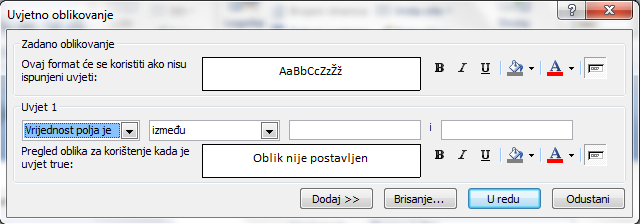 Uvjetno oblikovanje
Zadano oblikovanje
Ovaj format će se koristiti ako nisu
ispunjeni uvjeti:
AaBbCcZzŽž
B I U A
Uvjet 1
Vrijednost polja je
između
i
Pregled oblika za korištenje kada je
uvjet true:
Oblik nije postavljen
B I U A
Dodaj >>
Brisanje...
U redu
Odustani